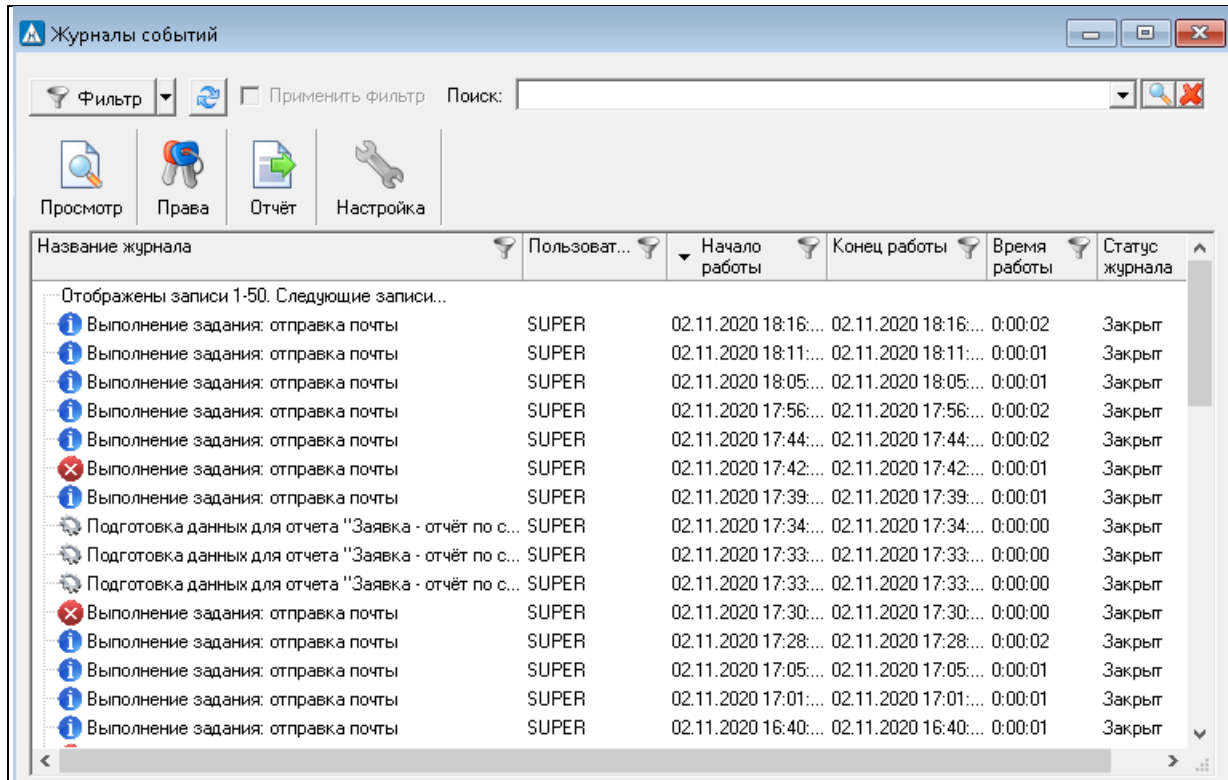 Журналы событий
Фильтр Применить фильтр Поиск:
Просмотр Права Отчёт Настройка
Название журнала Пользоват... Начало работы Конец работы Время работы Статус журнала
Отображены записи 1-50. Следующие записи...
Выполнение задания: отправка почты SUPER 02.11.2020 18:16:... 02.11.2020 18:16:... 0:00:02 Закрыт
Выполнение задания: отправка почты SUPER 02.11.2020 18:11:... 02.11.2020 18:11:... 0:00:01 Закрыт
Выполнение задания: отправка почты SUPER 02.11.2020 18:05:... 02.11.2020 18:05:... 0:00:01 Закрыт
Выполнение задания: отправка почты SUPER 02.11.2020 17:56:... 02.11.2020 17:56:... 0:00:02 Закрыт
Выполнение задания: отправка почты SUPER 02.11.2020 17:44:... 02.11.2020 17:44:... 0:00:02 Закрыт
Выполнение задания: отправка почты SUPER 02.11.2020 17:42:... 02.11.2020 17:42:... 0:00:01 Закрыт
Выполнение задания: отправка почты SUPER 02.11.2020 17:39:... 02.11.2020 17:39:... 0:00:01 Закрыт
Подготовка данных для отчета "Заявка - отчёт по с... SUPER 02.11.2020 17:34:... 02.11.2020 17:34:... 0:00:00 Закрыт
Подготовка данных для отчета "Заявка - отчёт по с... SUPER 02.11.2020 17:33:... 02.11.2020 17:33:... 0:00:00 Закрыт
Подготовка данных для отчета "Заявка - отчёт по с... SUPER 02.11.2020 17:33:... 02.11.2020 17:33:... 0:00:00 Закрыт
Выполнение задания: отправка почты SUPER 02.11.2020 17:30:... 02.11.2020 17:30:... 0:00:00 Закрыт
Выполнение задания: отправка почты SUPER 02.11.2020 17:28:... 02.11.2020 17:28:... 0:00:02 Закрыт
Выполнение задания: отправка почты SUPER 02.11.2020 17:05:... 02.11.2020 17:05:... 0:00:01 Закрыт
Выполнение задания: отправка почты SUPER 02.11.2020 17:01:... 02.11.2020 17:01:... 0:00:01 Закрыт
Выполнение задания: отправка почты SUPER 02.11.2020 16:40:... 02.11.2020 16:40:... 0:00:01 Закрыт